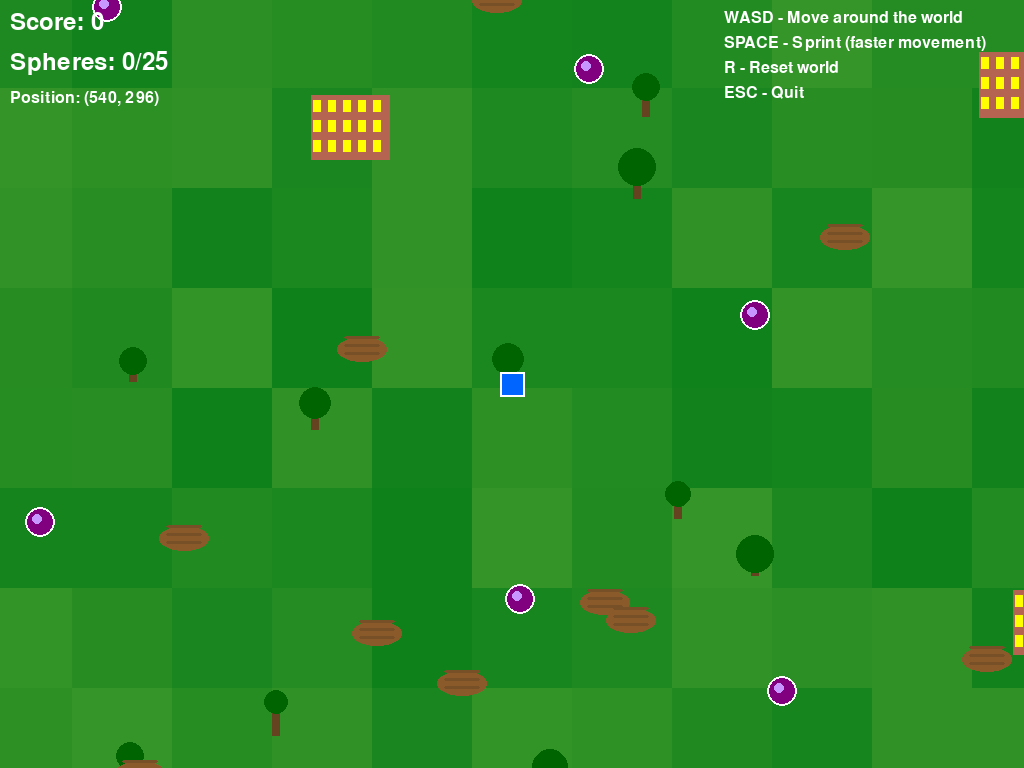 Score: 0
Spheres: 0/25
Position: (540, 296)
WASD - Move around the world
SPACE - Sprint (faster movement)
R - Reset world
ESC - Quit